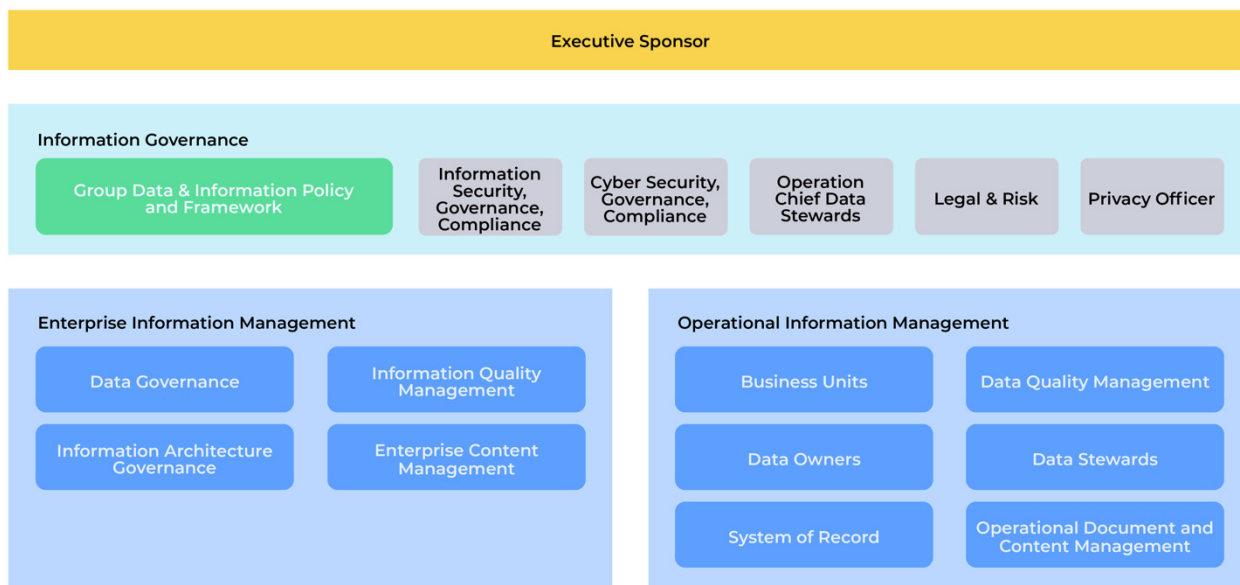 Executive Sponsor
Information Governance
Group Data & Information Policy
and Framework
Information
Security,
Governance,
Compliance
Cyber Security,
Governance,
Compliance
Operation
Chief Data
Stewards
Legal & Risk
Privacy Officer
Enterprise Information Management
Data Governance
Information Quality
Management
Information Architecture
Governance
Enterprise Content
Management
Operational Information Management
Business Units
Data Quality Management
Data Owners
Data Stewards
System of Record
Operational Document and
Content Management